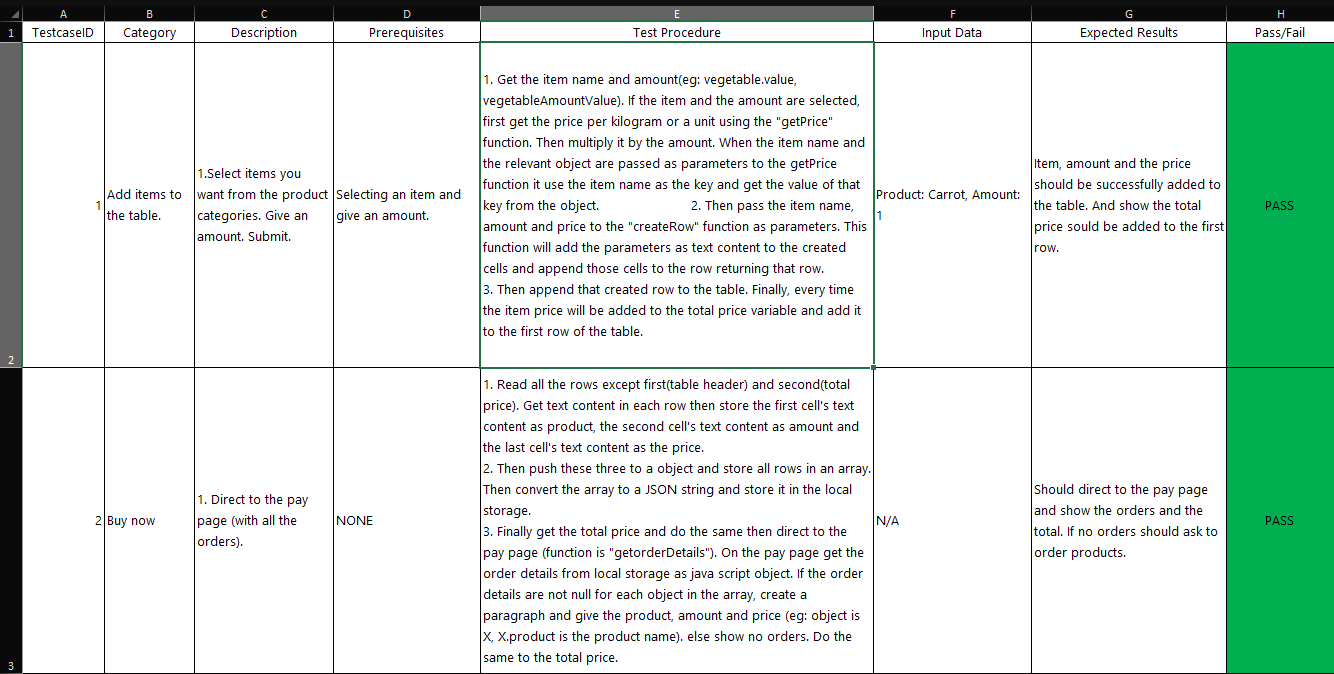 A B C D E F G H
1 TestcaseID Category Description Prerequisites Test Procedure Input Data Expected Results Pass/Fail
2
1
Add items to
the table.
1.Select items you
want from the product
categories. Give an
amount. Submit.
Selecting an item and
give an amount.
1. Get the item name and amount(eg: vegetable.value,
vegetableAmountValue). If the item and the amount are selected,
first get the price per kilogram or a unit using the "getPrice"
function. Then multiply it by the amount. When the item name and
the relevant object are passed as parameters to the getPrice
function it use the item name as the key and get the value of that
key from the object. 2. Then pass the item name,
amount and price to the "createRow" function as parameters. This
function will add the parameters as text content to the created
cells and append those cells to the row returning that row.
3. Then append that created row to the table. Finally, every time
the item price will be added to the total price variable and add it
to the first row of the table.
Product: Carrot, Amount:
1
Item, amount and the price
should be successfully added to
the table. And show the total
price sould be added to the first
row.
PASS
3
2
Buy now
1. Direct to the pay
page (with all the
orders).
NONE
1. Read all the rows except first(table header) and second(total
price). Get text content in each row then store the first cell's text
content as product, the second cell's text content as amount and
the last cell's text content as the price.
2. Then push these three to a object and store all rows in an array.
Then convert the array to a JSON string and store it in the local
storage.
3. Finally get the total price and do the same then direct to the
pay page (function is "getorderDetails"). On the pay page get the
order details from local storage as java script object. If the order
details are not null for each object in the array, create a
paragraph and give the product, amount and price (eg: object is
X, X.product is the product name). else show no orders. Do the
same to the total price.
N/A
Should direct to the pay page
and show the orders and the
total. If no orders should ask to
order products.
PASS